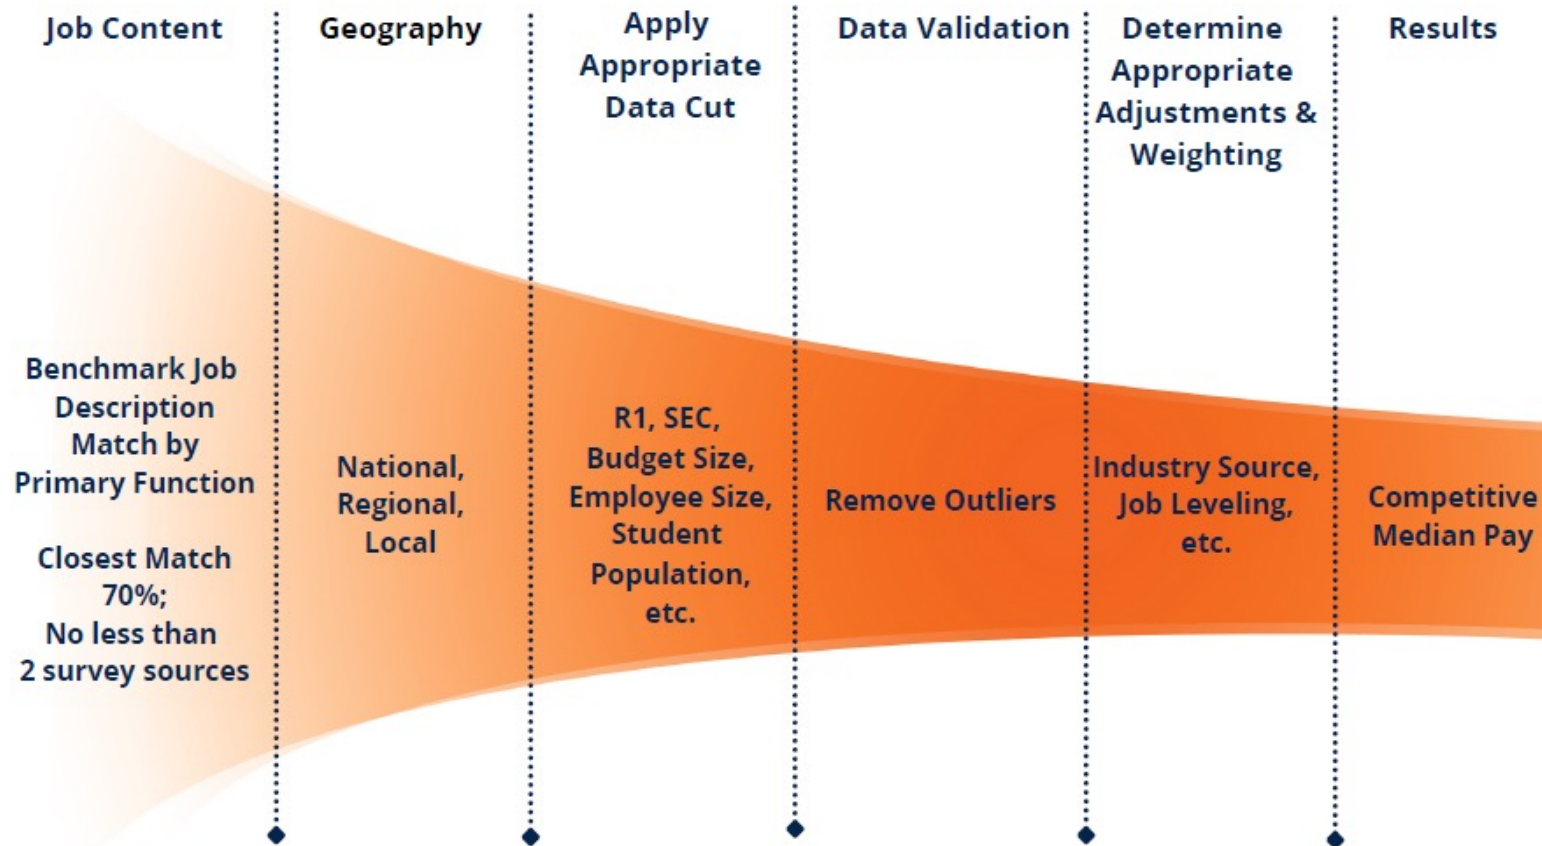 Job Content
Geography
Apply
Appropriate
Data Cut
Data Validation
Determine
Appropriate
Adjustments &
Weighting
Results
Benchmark Job
Description
Match by
Primary Function
Closest Match
70%;
No less than
2 survey sources
National,
Regional,
Local
R1, SEC,
Budget Size,
Employee Size,
Student
Population,
etc.
Remove Outliers
Industry Source,
Job Leveling,
etc.
Competitive
Median Pay